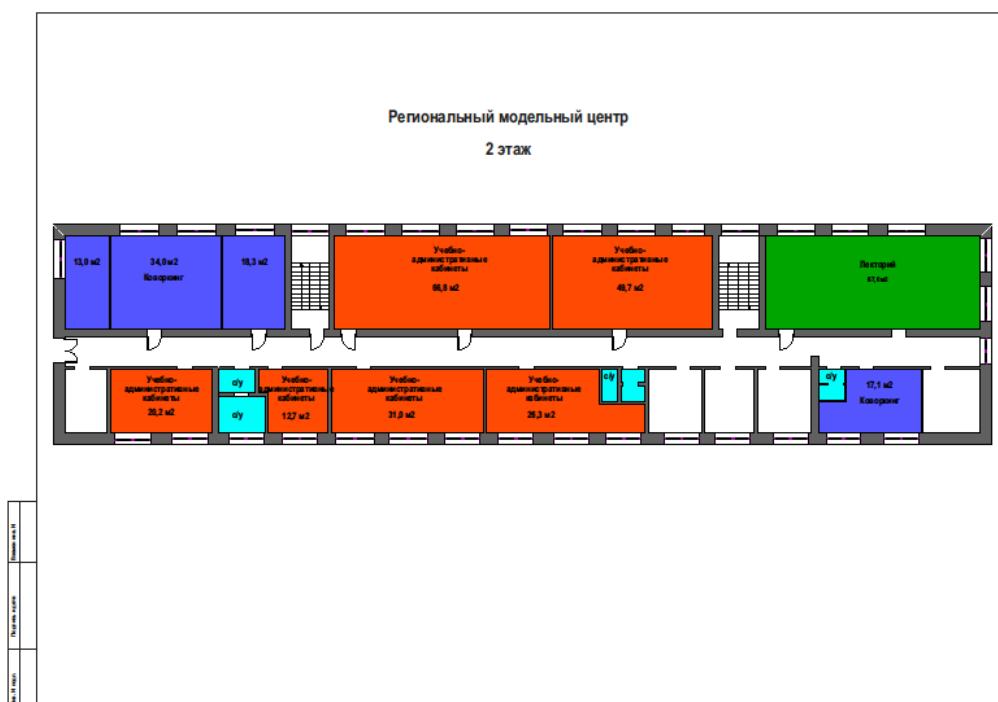 Региональный модельный центр
2 этаж
13,0 м2
34,0 м2
Коворкинг
18,3 м2
Учебно-
административные
кабинеты
66,8 м2
Учебно-
административные
кабинеты
49,7 м2
Лекторий
Учебно-
административные
кабинеты
20,2 м2
с/у
с/у
Учебно-
административные
кабинеты
12,7 м2
Учебно-
административные
кабинеты
31,0 м2
Учебно-
административные
кабинеты
26,3 м2
с/у
с/у
17,1 м2
Коворкинг